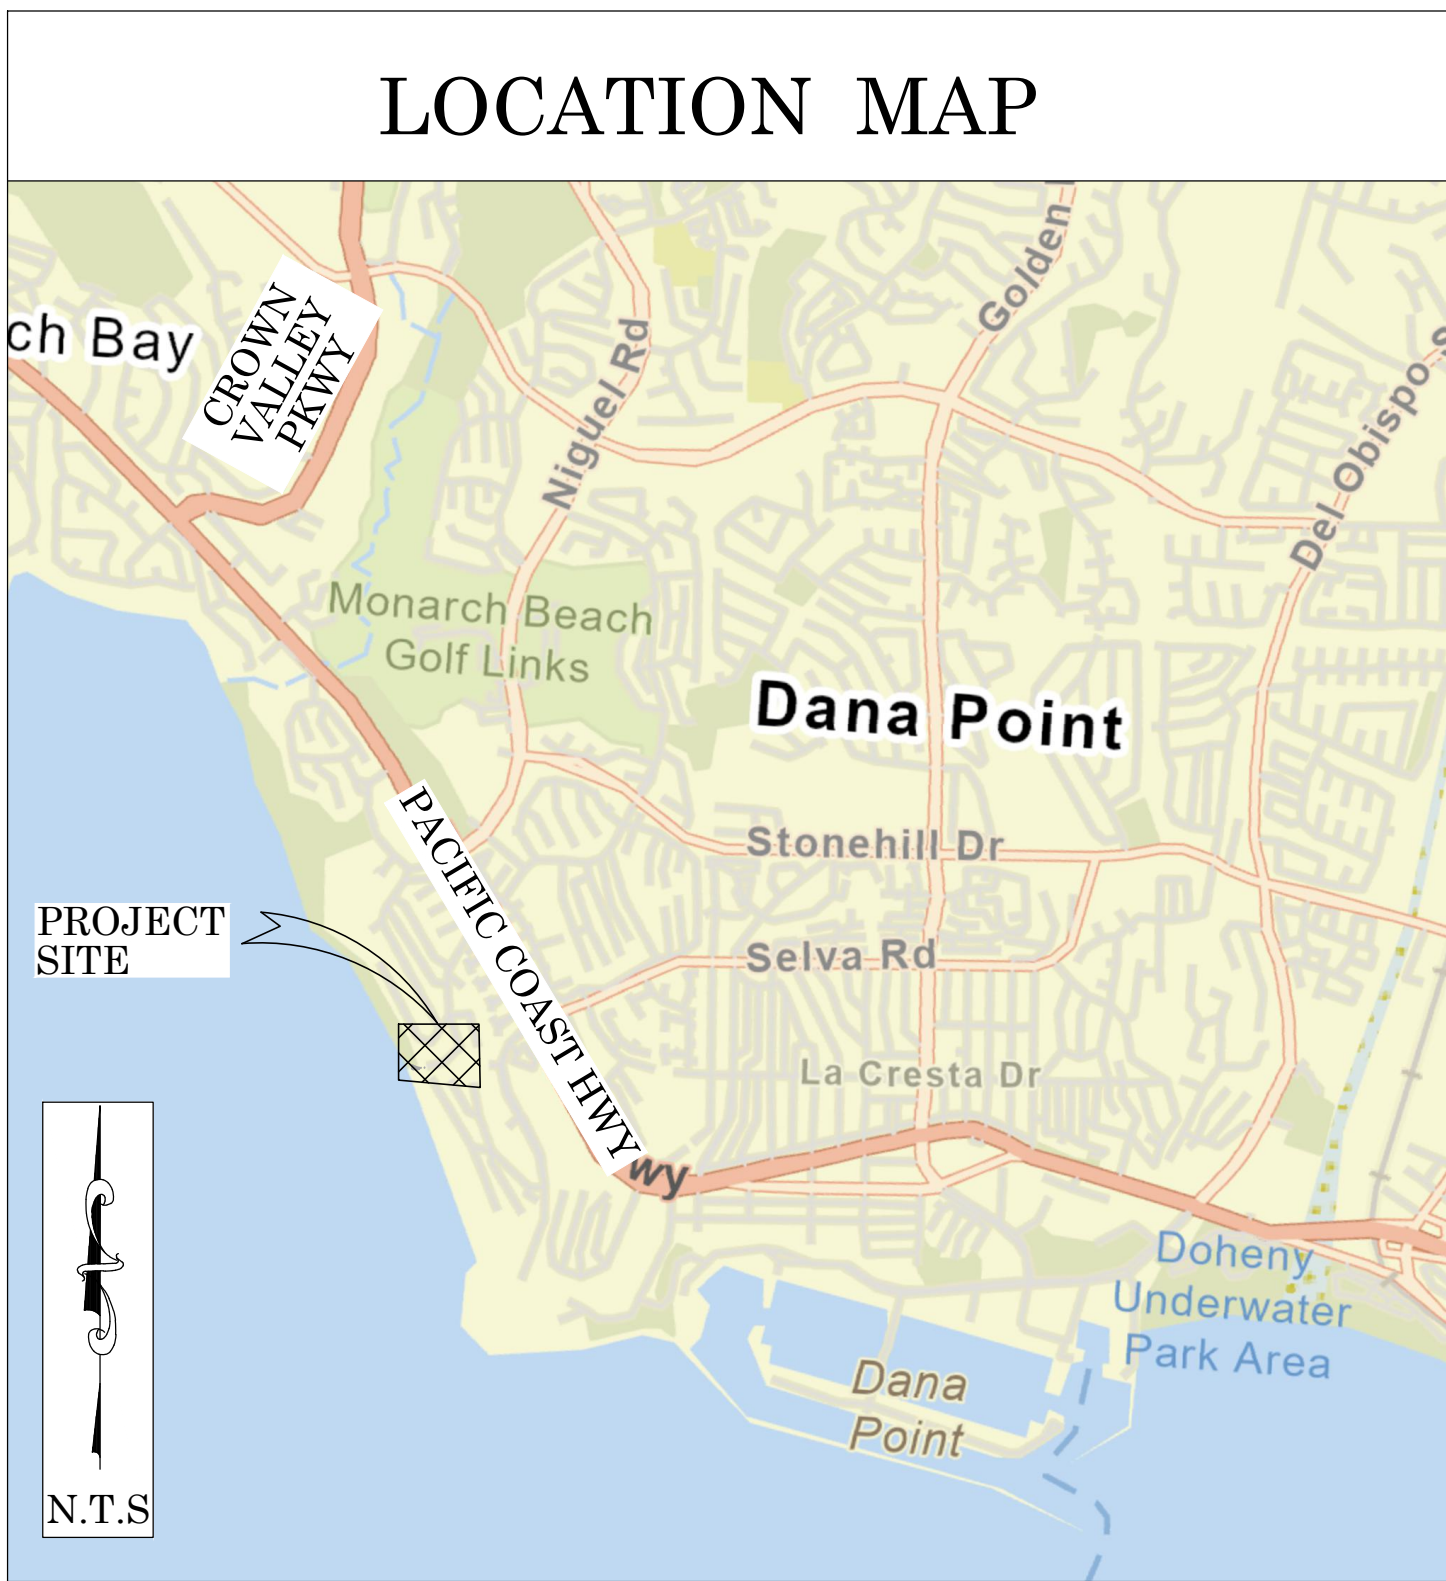 LOCATION MAP
Golden
CROWN
VALLEY
PKWY
ch Bay
Niguel Rd
Del Obispo S
Monarch Beach
Golf Links
Dana Point
PACIFIC COAST HWY
Stonehill Dr
PROJECT
SITE
Selva Rd
La Cresta Dr
wy
Doheny
Underwater
Park Area
Dana
Point
N.T.S